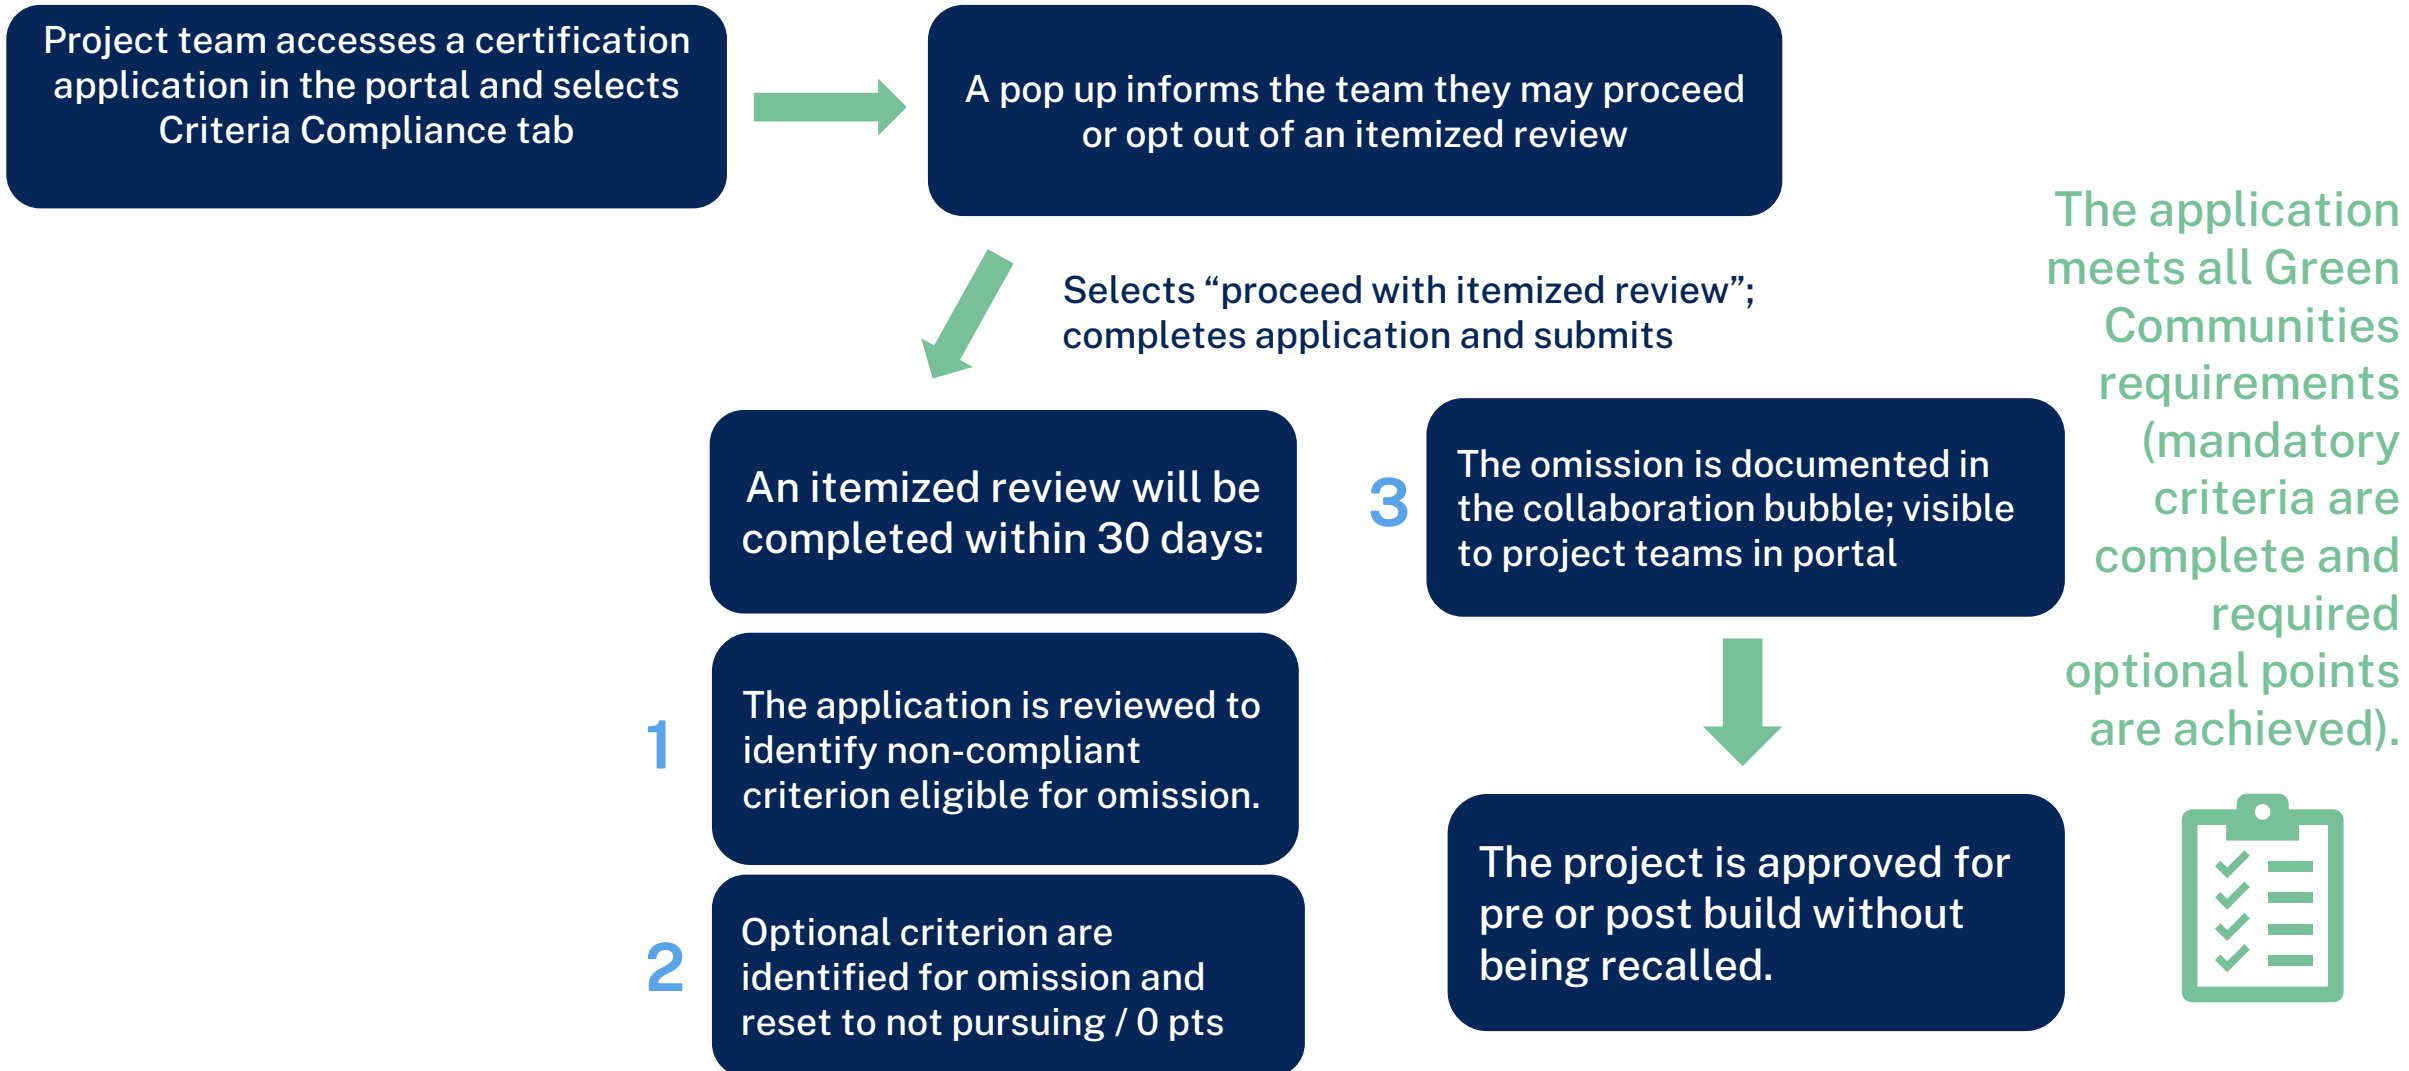 Project team accesses a certification
application in the portal and selects
Criteria Compliance tab
A pop up informs the team they may proceed
or opt out of an itemized review
Selects “proceed with itemized review”;
completes application and submits
An itemized review will be
completed within 30 days:
1
The application is reviewed to
identify non-compliant
criterion eligible for omission.
2
Optional criterion are
identified for omission and
reset to not pursuing / 0 pts
3
The omission is documented in
the collaboration bubble; visible
to project teams in portal
The project is approved for
pre or post build without
being recalled.
The application
meets all Green
Communities
requirements
(mandatory
criteria are
complete and
required
optional points
are achieved).